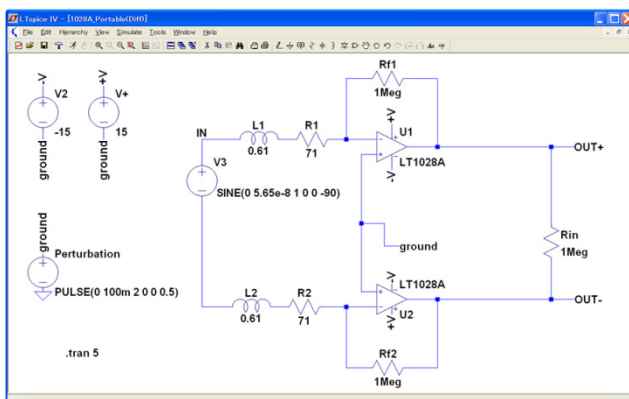 LTspice IV - [1028A_Portable(Diff)]
File Edit Hierarchy View Simulate Tools Window Help
-V
+V
V2
V+
-15
15
ground
ground
Rf1
1Meg
IN
L1
R1
0.61
71
+V
U1
LT1028A
-V
OUT+
V3
SINE(0 5.65e-8 1 0 0 -90)
ground
ground
Perturbation
PULSE(0 100m 2 0 0 0.5)
Rin
1Meg
-V
LT1028A
L2
R2
0.61
71
U2
+V
OUT-
Rf2
1Meg
.tran 5